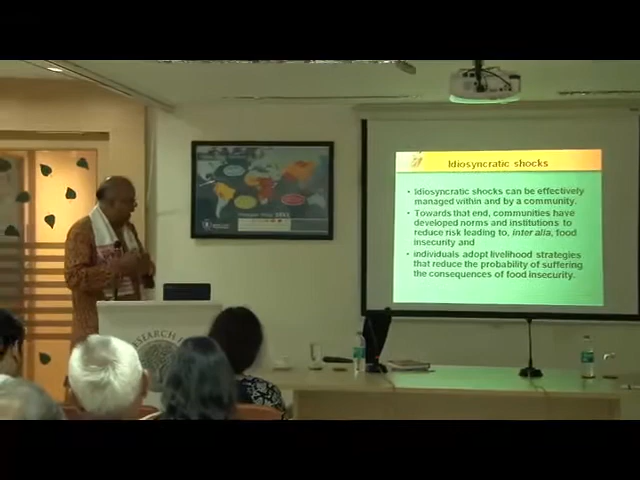 Idiosyncratic shocks
• Idiosyncratic shocks can be effectively
managed within and by a community.
• Towards that end, communities have
developed norms and institutions to
reduce risk leading to, inter alia, food
insecurity and
• individuals adopt livelihood strategies
that reduce the probability of suffering
the consequences of food insecurity.
RESEARCH